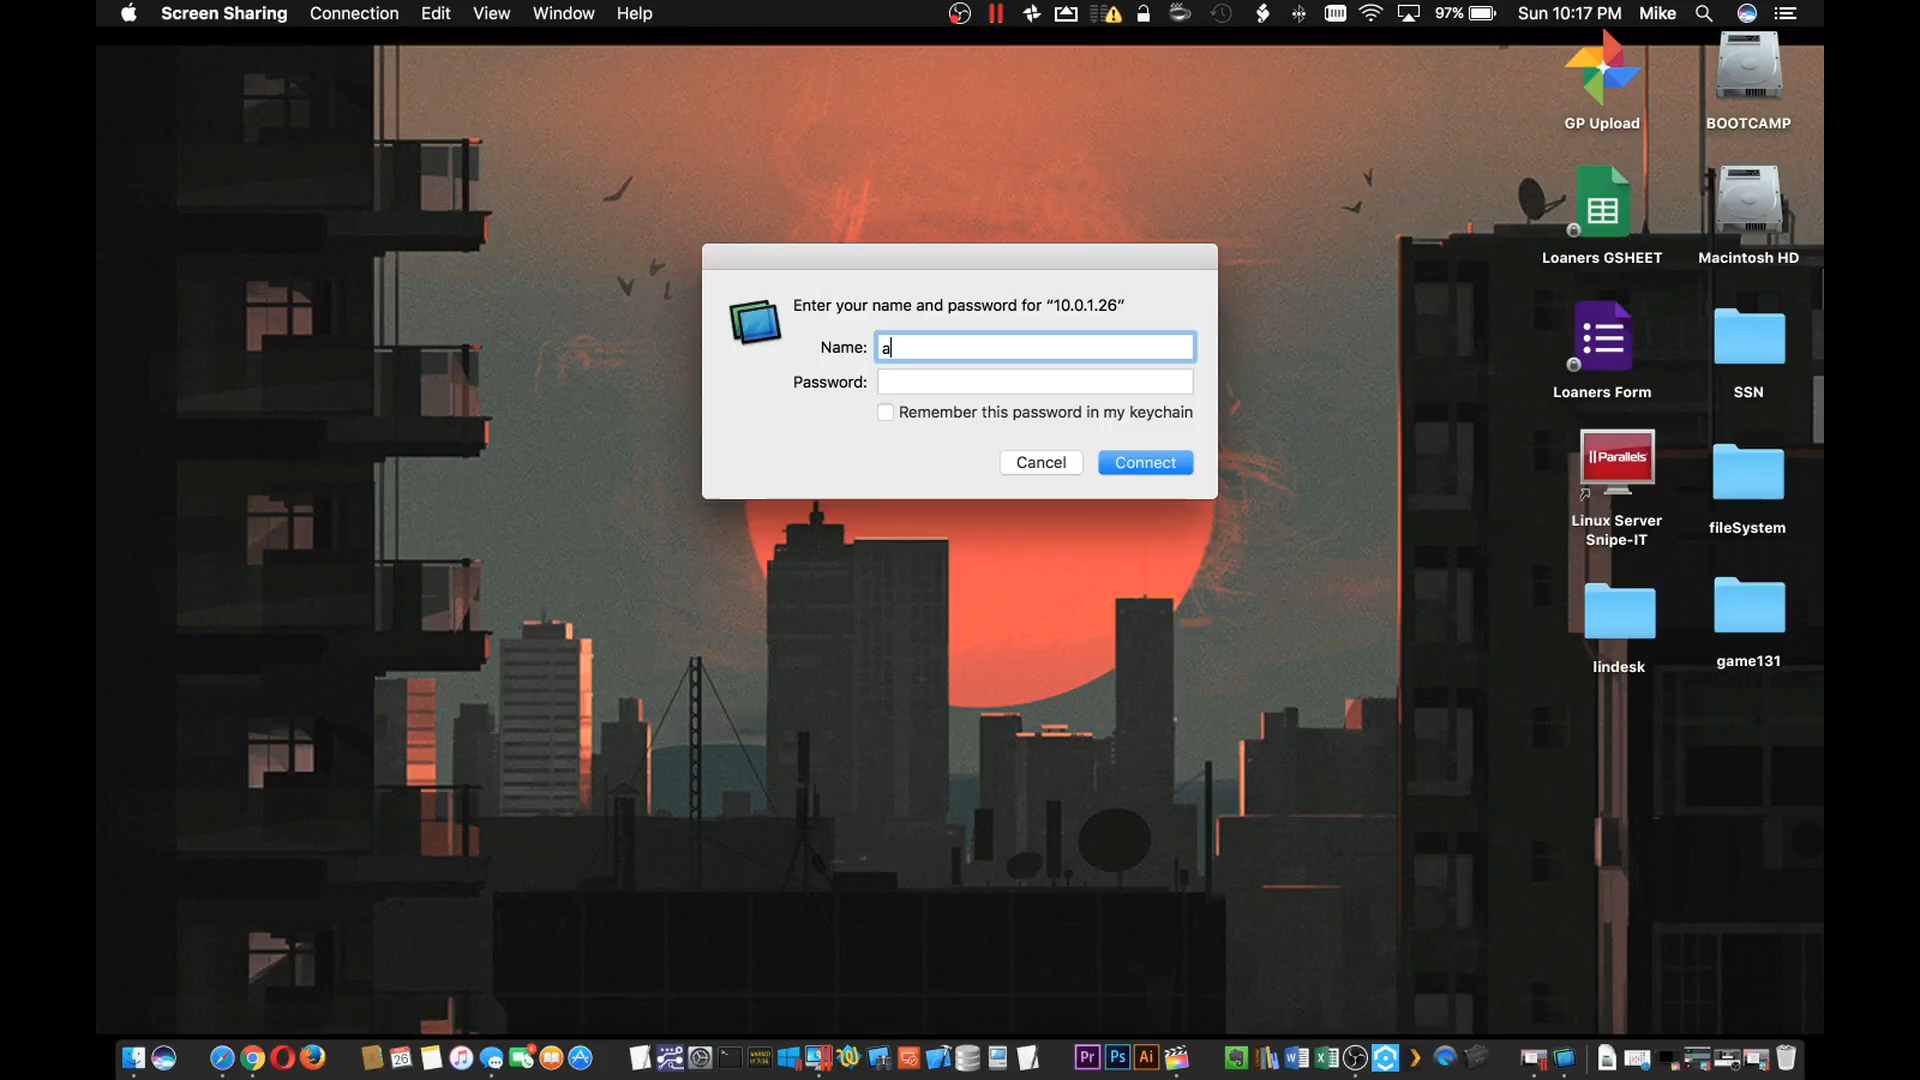 Screen Sharing Connection Edit View Window Help 97% Sun 10:17 PM Mike
GP Upload
BOOTCAMP
Loaners GSHEET
Macintosh HD
Enter your name and password for “10.0.1.26”
Name: a
Password:
Remember this password in my keychain
Cancel Connect
Loaners Form
SSN
|| Parallels
Linux Server
Snipe-IT
fileSystem
lindesk
game131
26
Pr Ps Ai